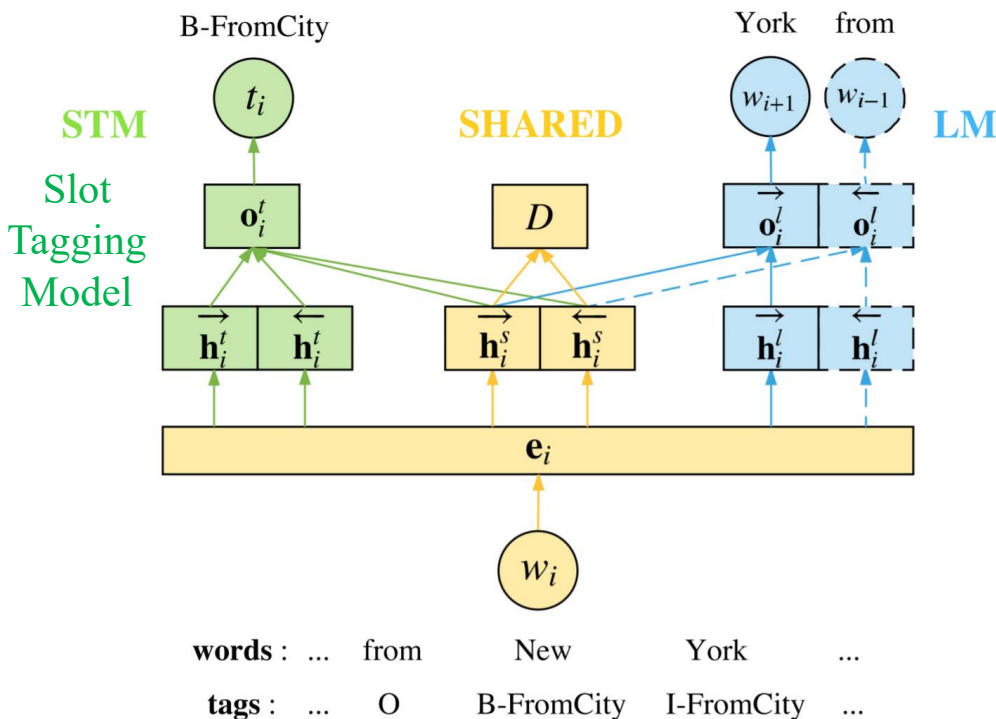 B-FromCity York from
t_i w_{i+1} w_{i-1}
STM SHARED LM
Slot
Tagging
Model
o_i^t D →o_i^l ←o_i^l
→h_i^t ←h_i^t →h_i^s ←h_i^s →h_i^l ←h_i^l
e_i
w_i
words : ... from New York ...
tags : ... O B-FromCity I-FromCity ...